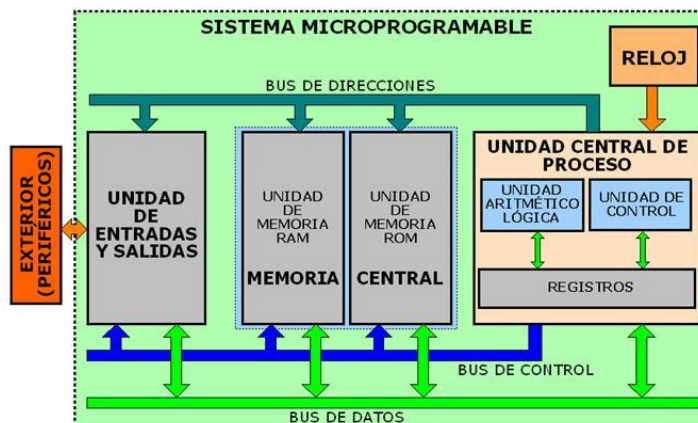 SISTEMA MICROPROGRAMABLE
RELOJ
BUS DE DIRECCIONES
EXTERIOR
(PERIFÉRICOS)
UNIDAD
DE
ENTRADAS
Y SALIDAS
UNIDAD
DE
MEMORIA
RAM
MEMORIA
UNIDAD
DE
MEMORIA
ROM
CENTRAL
UNIDAD CENTRAL DE
PROCESO
UNIDAD
ARITMÉTICO
LÓGICA
UNIDAD DE
CONTROL
REGISTROS
BUS DE CONTROL
BUS DE DATOS